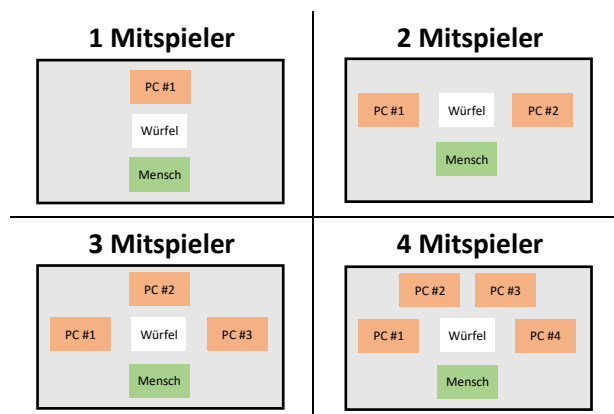 1 Mitspieler
PC #1
Würfel
Mensch
2 Mitspieler
PC #1 Würfel PC #2
Mensch
3 Mitspieler
PC #2
PC #1 Würfel PC #3
Mensch
4 Mitspieler
PC #2 PC #3
PC #1 Würfel PC #4
Mensch